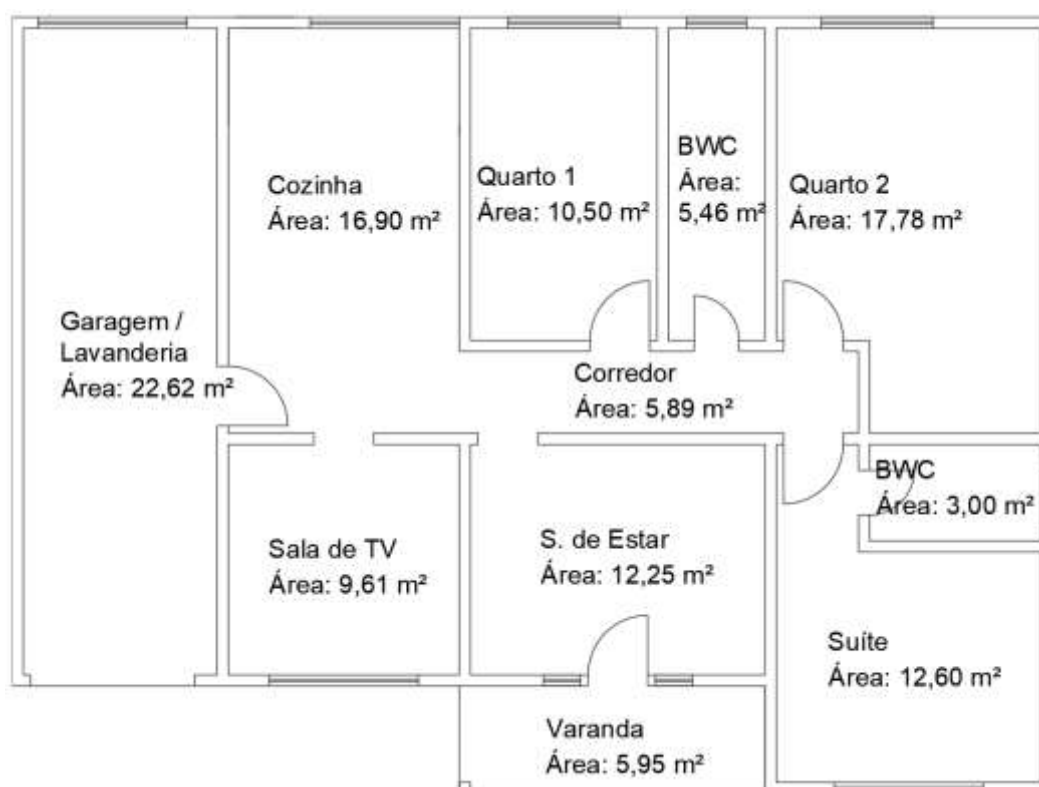 Garagem /
Lavanderia
Área: 22,62 m²
Cozinha
Área: 16,90 m²
Quarto 1
Área: 10,50 m²
BWC
Área:
5,46 m²
Quarto 2
Área: 17,78 m²
Corredor
Área: 5,89 m²
Sala de TV
Área: 9,61 m²
S. de Estar
Área: 12,25 m²
BWC
Área: 3,00 m²
Suíte
Área: 12,60 m²
Varanda
Área: 5,95 m²